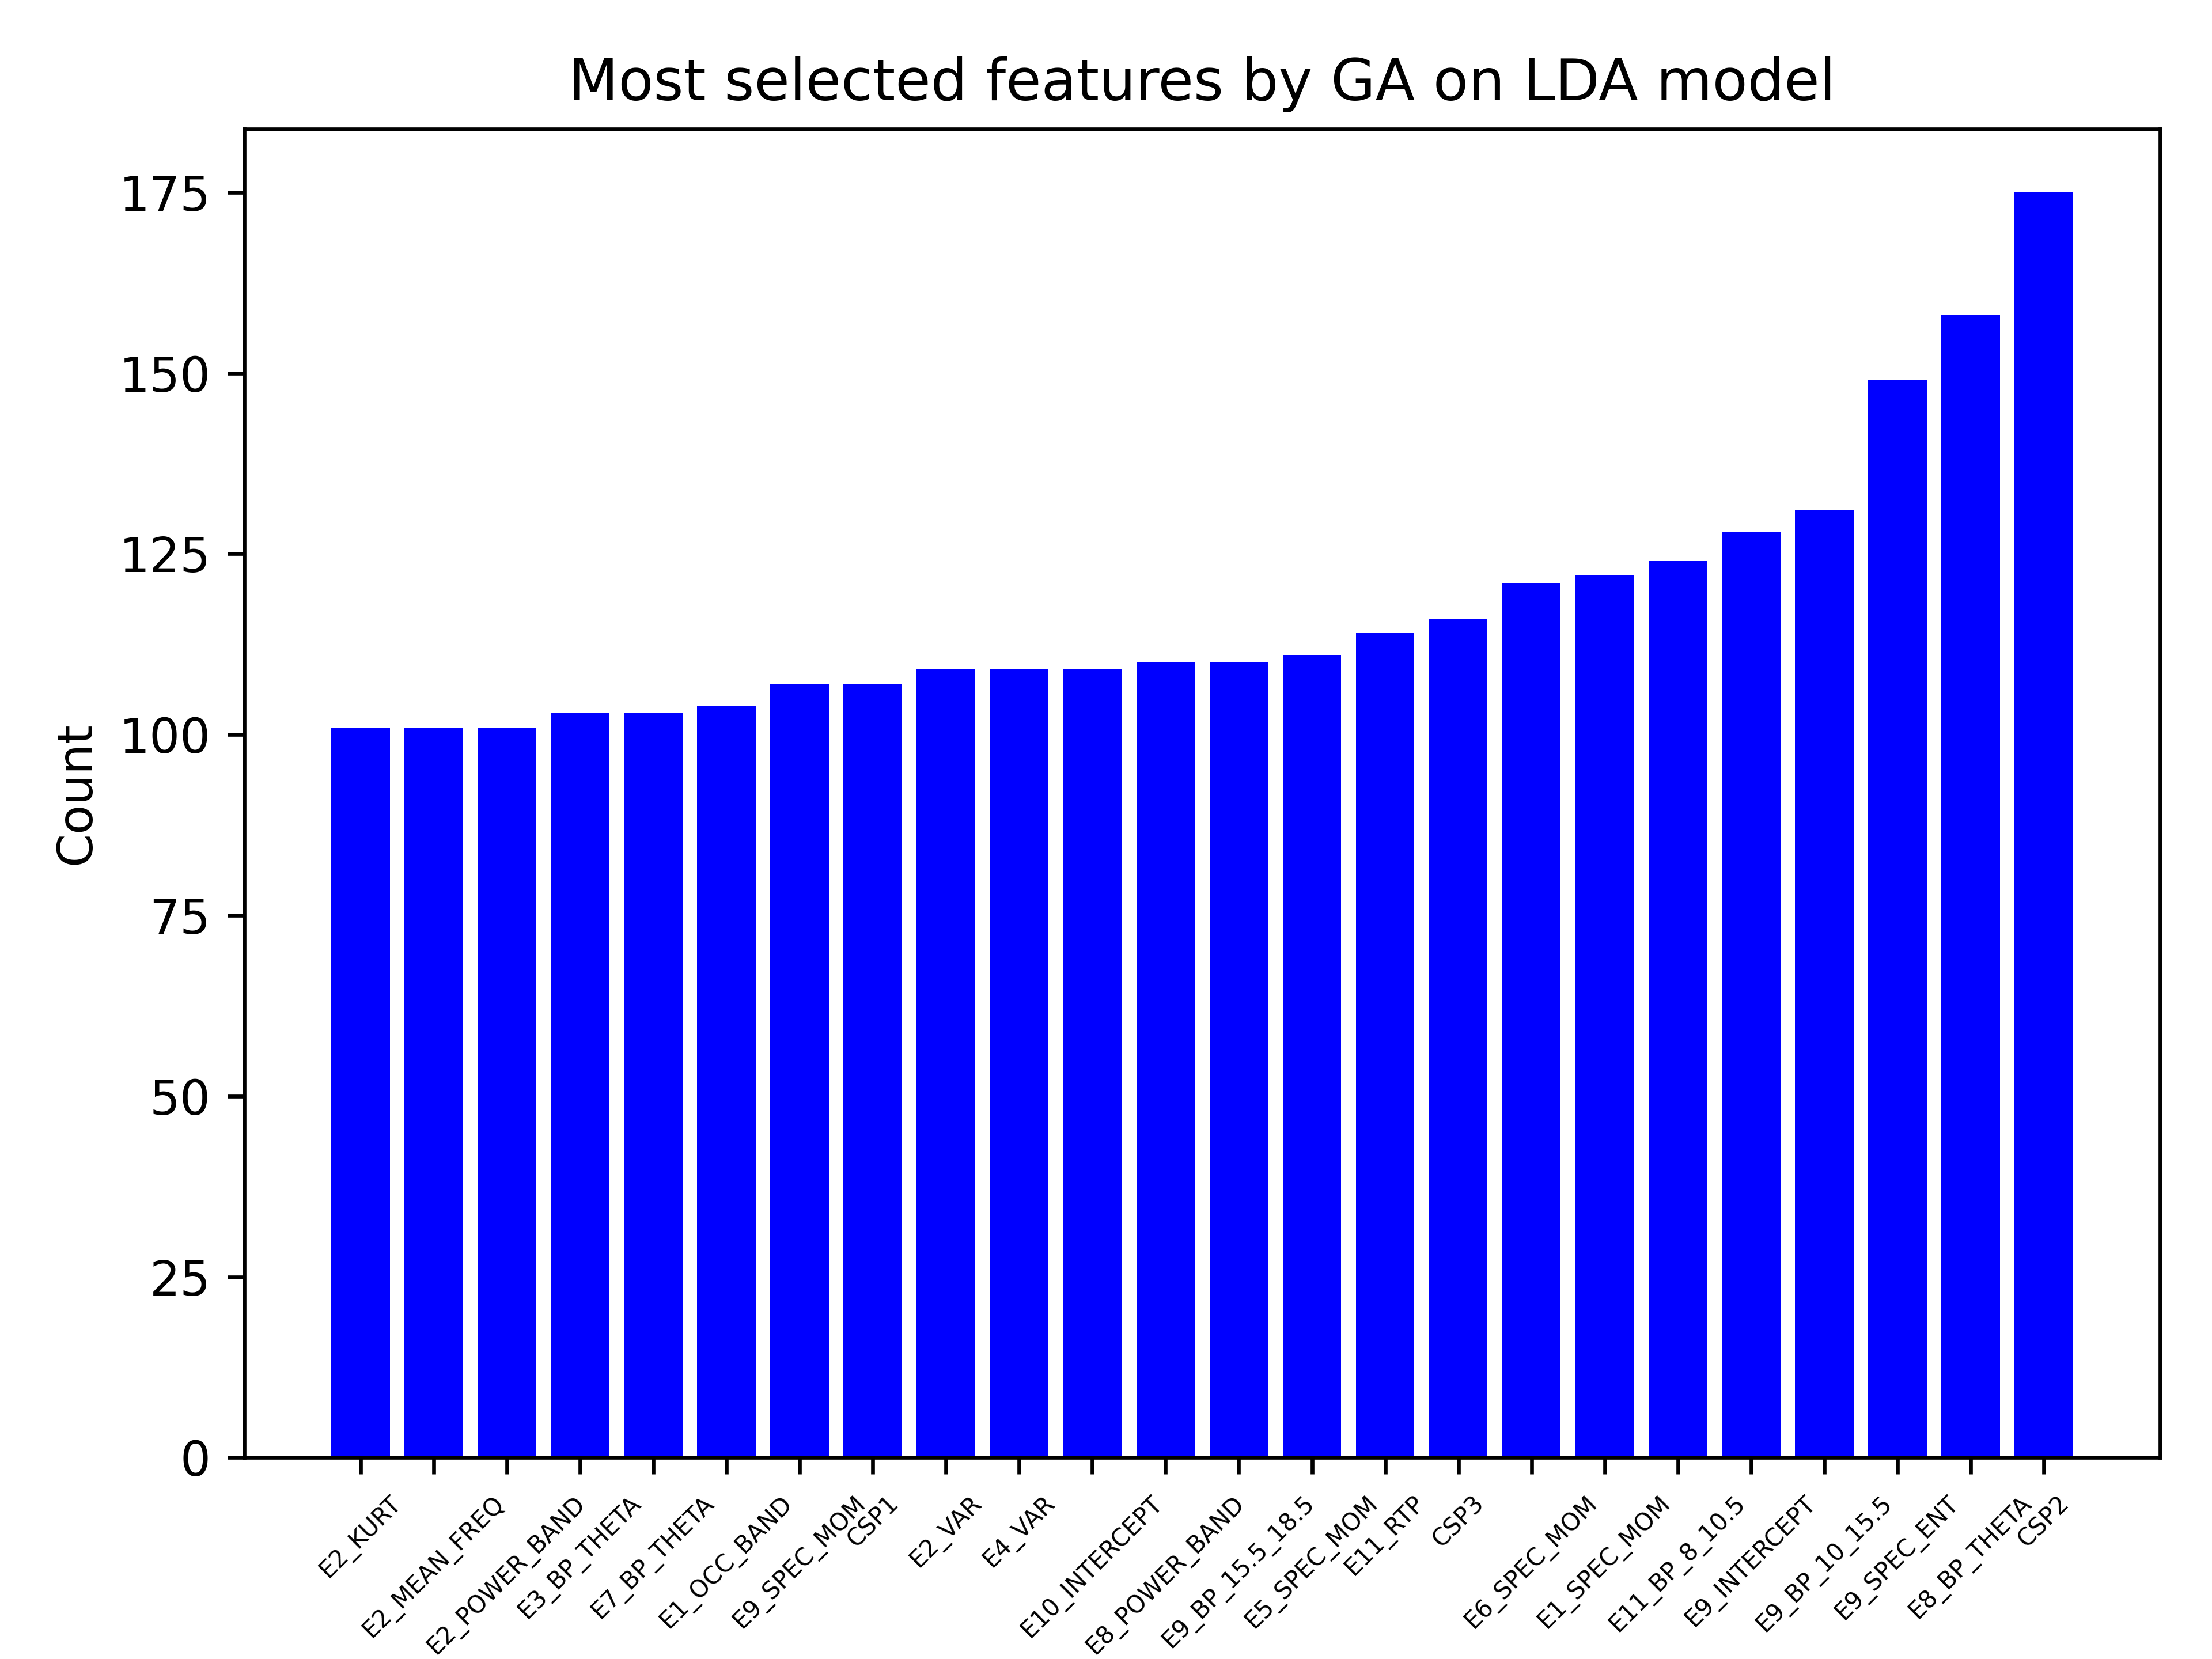 Most selected features by GA on LDA model
Count
175
150
125
100
75
50
25
0
E2_KURT
E2_MEAN_FREQ
E2_POWER_BAND
E3_BP_THETA
E7_BP_THETA
E1_OCC_BAND
E9_SPEC_MOM
CSP1
E2_VAR
E4_VAR
E10_INTERCEPT
E8_POWER_BAND
E9_BP_15.5_18.5
E5_SPEC_MOM
E11_RTP
CSP3
E6_SPEC_MOM
E1_SPEC_MOM
E11_BP_8_10.5
E9_INTERCEPT
E9_BP_10_15.5
E9_SPEC_ENT
E8_BP_THETA
CSP2